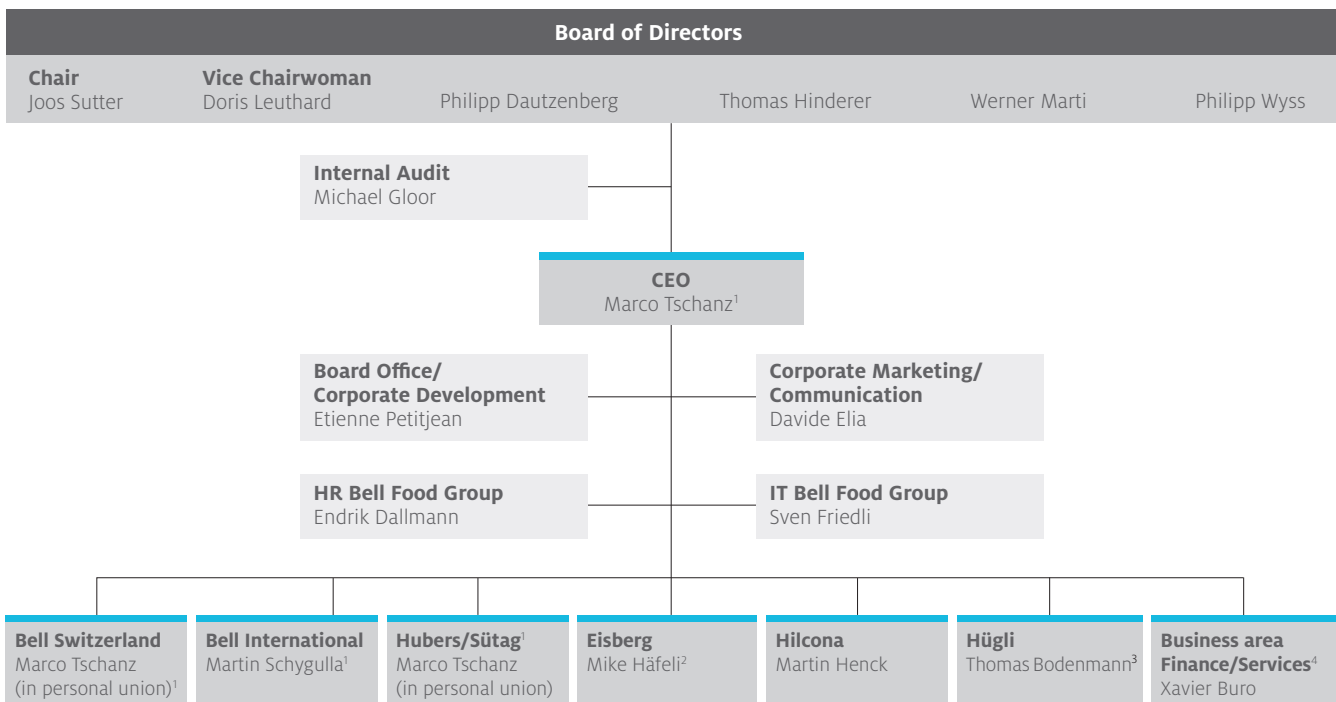 Board of Directors
Chair
Joos Sutter
Vice Chairwoman
Doris Leuthard
Philipp Dautzenberg
Thomas Hinderer
Werner Marti
Philipp Wyss
Internal Audit
Michael Gloor
CEO
Marco Tschanz¹
Board Office/
Corporate Development
Etienne Petitjean
Corporate Marketing/
Communication
Davide Elia
HR Bell Food Group
Endrik Dallmann
IT Bell Food Group
Sven Friedli
Bell Switzerland
Marco Tschanz
(in personal union)¹
Bell International
Martin Schygulla¹
Hubers/Sütag¹
Marco Tschanz
(in personal union)
Eisberg
Mike Häfeli²
Hilcona
Martin Henck
Hügli
Thomas Bodenmann³
Business area
Finance/Services⁴
Xavier Buro